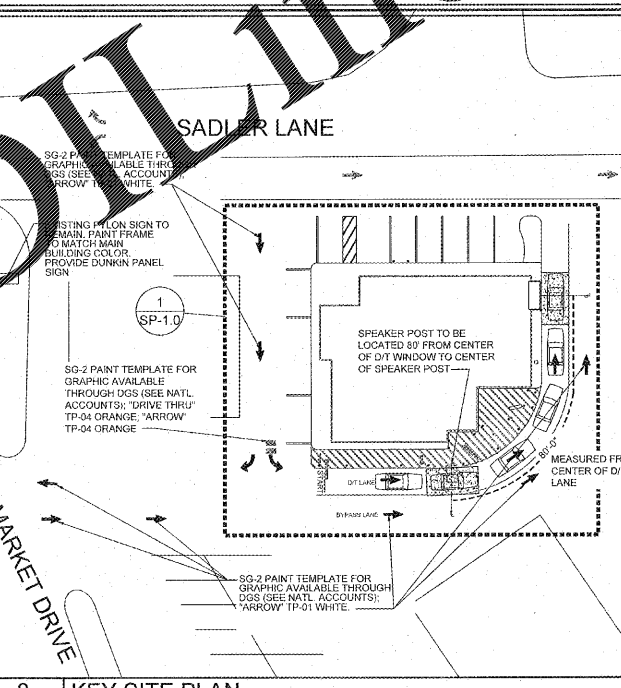 SADLER LANE
SG-2 PAINT TEMPLATE FOR
GRAPHIC AVAILABLE THROUGH
DGS (SEE NATL. ACCOUNTS);
"ARROW" WHITE.
EXISTING PYLON SIGN TO
REMAIN. PAINT FRAME
TO MATCH MAIN
BUILDING COLOR.
PROVIDE DUNKIN PANEL
SIGN
1
SP-1.0
SPEAKER POST TO BE
LOCATED 80' FROM CENTER
OF D/T WINDOW TO CENTER
OF SPEAKER POST
SG-2 PAINT TEMPLATE FOR
GRAPHIC AVAILABLE
THROUGH DGS (SEE NATL.
ACCOUNTS); "DRIVE THRU"
TP-04 ORANGE; "ARROW"
TP-04 ORANGE
80'-0"
MEASURED FR
CENTER OF D/
LANE
D/T LANE
BYPASS LANE
MARKET DRIVE
SG-2 PAINT TEMPLATE FOR
GRAPHIC AVAILABLE THROUGH
DGS (SEE NATL. ACCOUNTS);
"ARROW" TP-01 WHITE.
KEY SITE PLAN